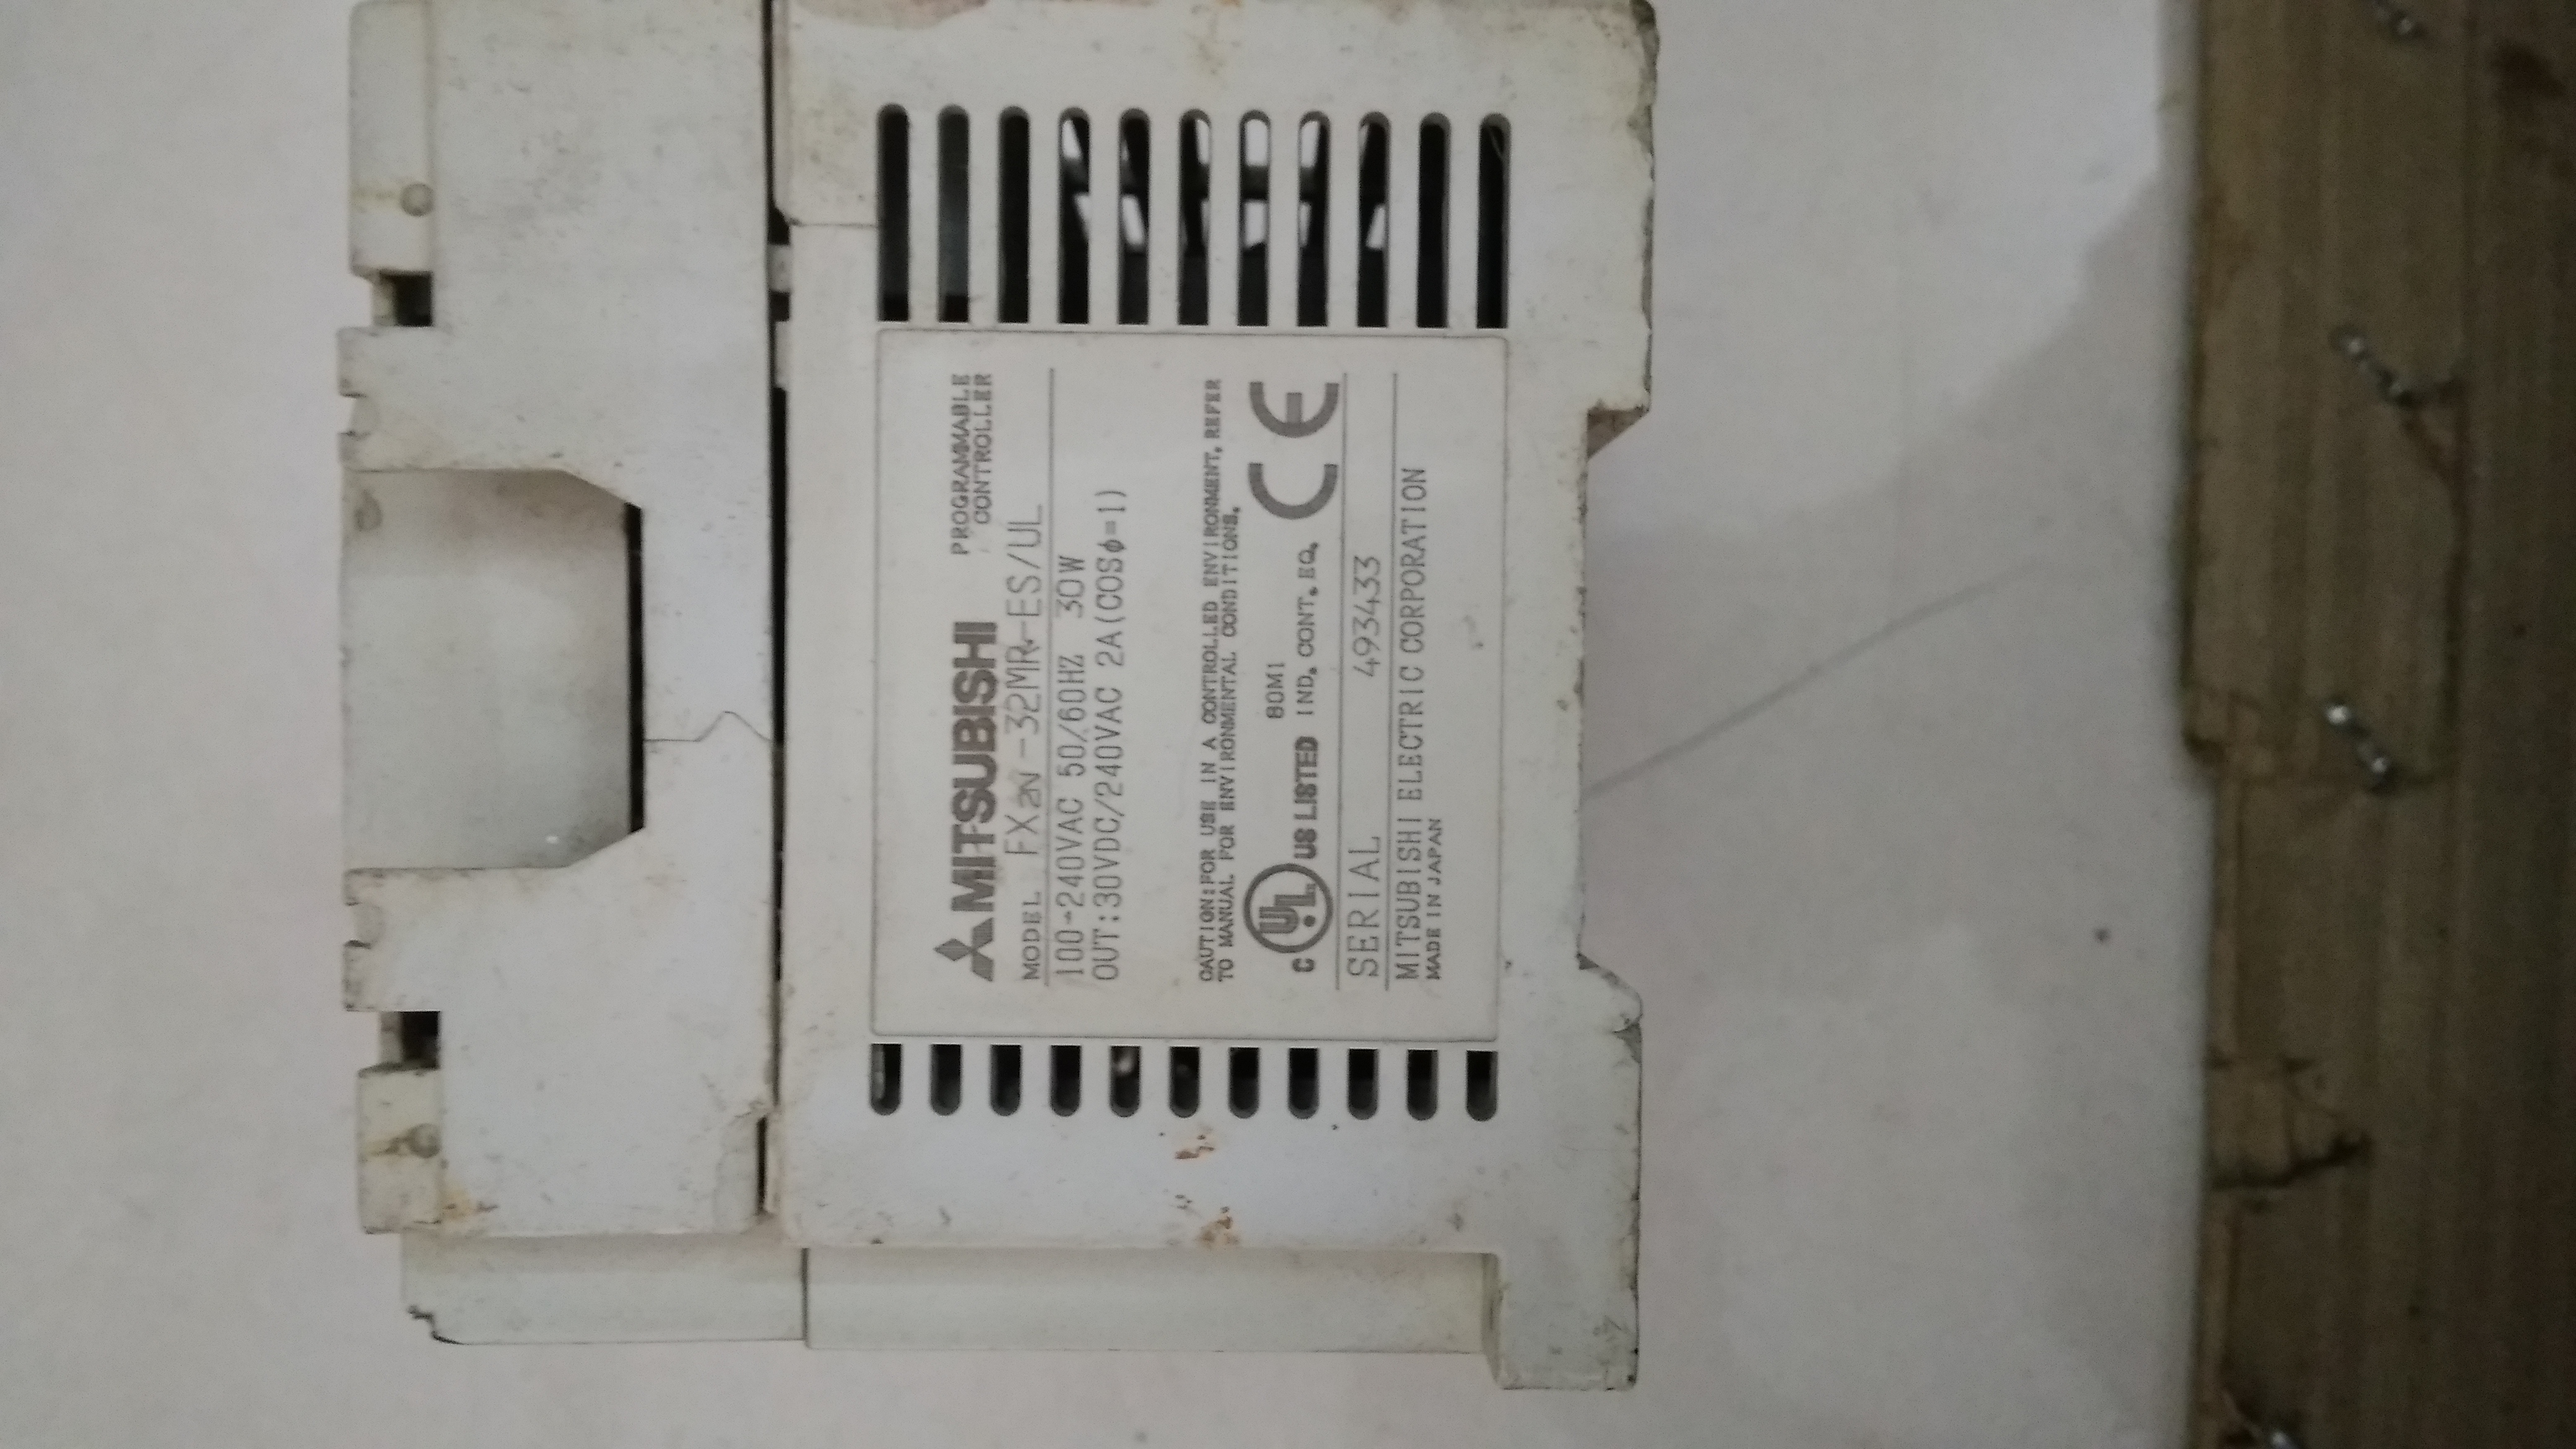 MITSUBISHI PROGRAMMABLE CONTROLLER
MODEL FX2N-32MR-ES/UL
100-240VAC 50/60HZ 30W
OUT:30VDC/240VAC 2A(COSφ=1)
CAUTION:FOR USE IN A CONTROLLED ENVIRONMENT, REFER
TO MANUAL FOR ENVIRONMENTAL CONDITIONS.
80M1
C UL US LISTED IND. CONT. EQ. CE
SERIAL 493433
MITSUBISHI ELECTRIC CORPORATION
MADE IN JAPAN